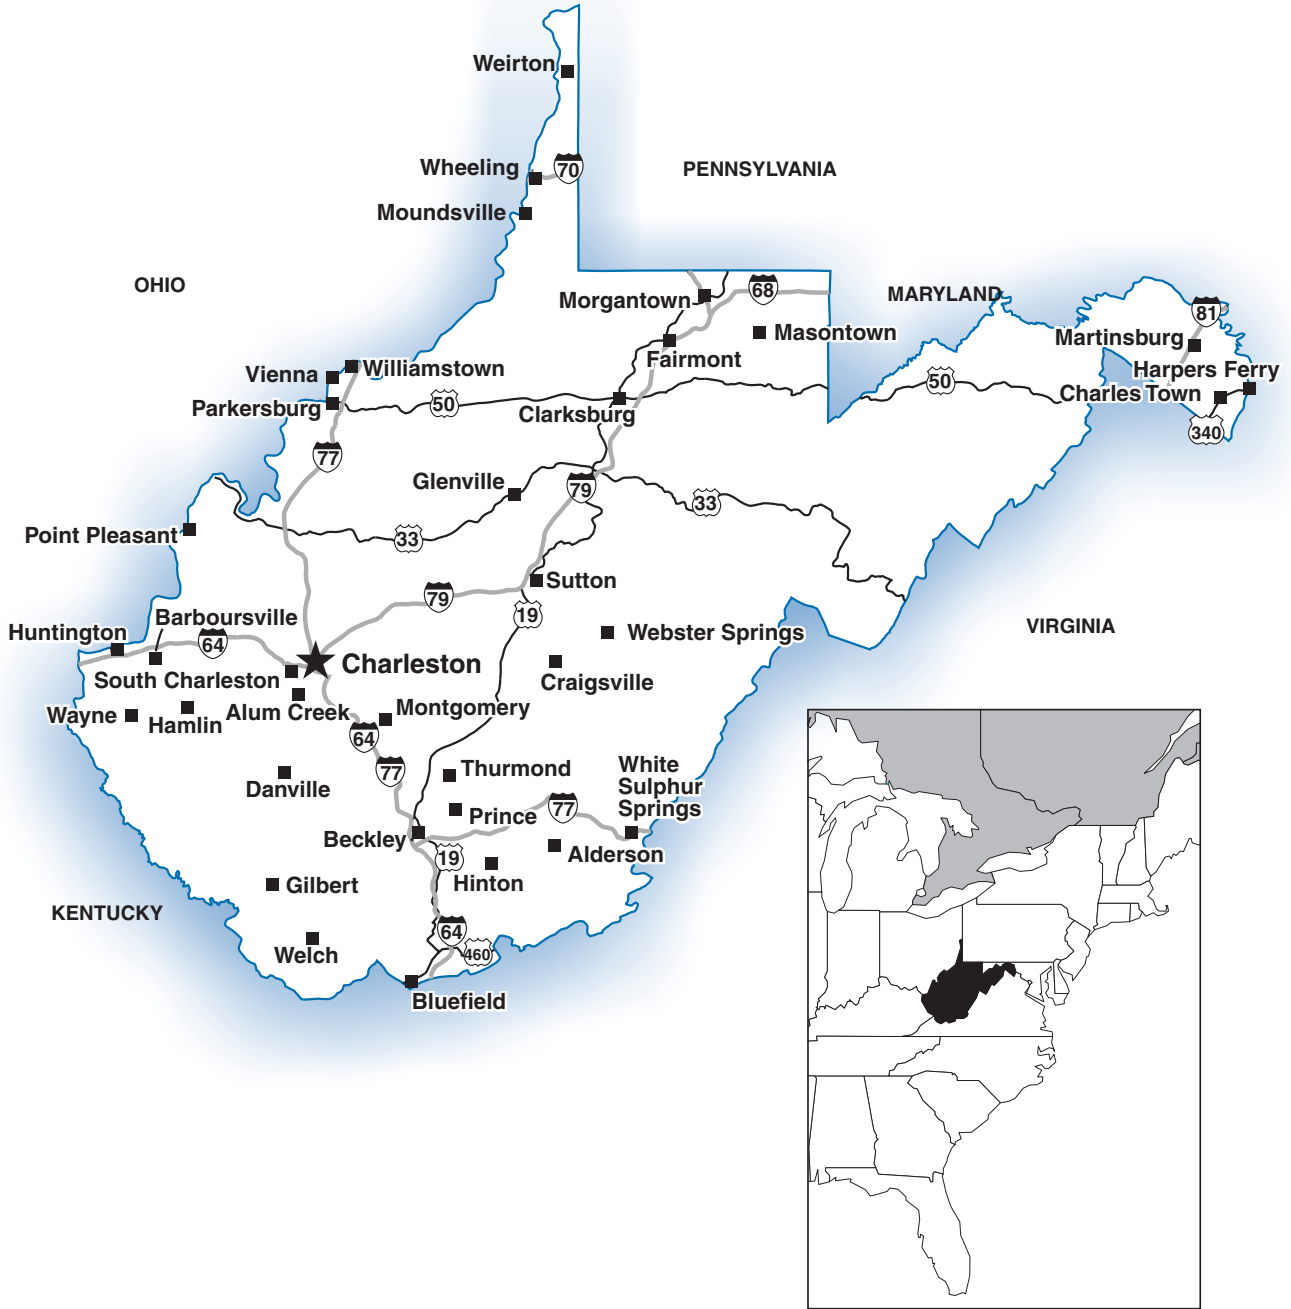 Weirton
Wheeling
70
PENNSYLVANIA
Moundsville
OHIO
Morgantown
68
MARYLAND
81
Masontown
Martinsburg
Fairmont
Vienna
Williamstown
Harpers Ferry
Parkersburg
50
50
Charles Town
Clarksburg
340
77
Glenville
79
33
Point Pleasant
33
Sutton
79
19
Barboursville
Huntington
64
Webster Springs
VIRGINIA
Charleston
South Charleston
Craigsville
Wayne
Hamlin
Alum Creek
Montgomery
64
77
Thurmond
White
Sulphur
Springs
Danville
Prince
77
Beckley
19
Alderson
Hinton
Gilbert
KENTUCKY
64
Welch
460
Bluefield